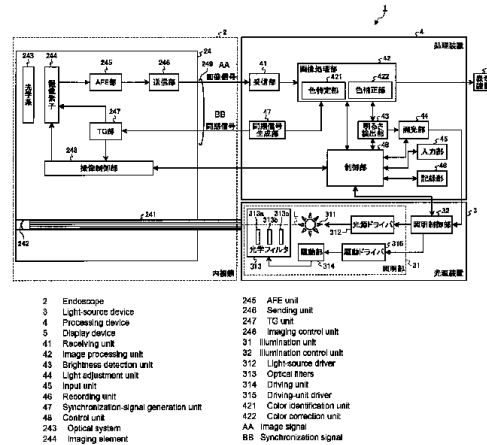 1
2
4
24
243
244
245
246
249
AA
41
42
処理装置
画像処理部
421
422
光学系
撮像素子
AFE部
送信部
画像信号
受信部
色特定部
色補正部
5
表示装置
247
BB
47
43
44
TG部
同期信号
同期信号生成部
明るさ検出部
調光部
45
入力部
248
48
46
撮像制御部
制御部
記録部
241
242
313a
313b
313a
311
312
32
3
光源ドライバ
照明制御部
光学フィルタ
313
駆動部
314
駆動ドライバ
316
31
照明部
内視鏡
光源装置
2 Endoscope
3 Light-source device
4 Processing device
5 Display device
41 Receiving unit
42 Image processing unit
43 Brightness detection unit
44 Light adjustment unit
45 Input unit
46 Recording unit
47 Synchronization-signal generation unit
48 Control unit
243 Optical system
244 Imaging element
245 AFE unit
246 Sending unit
247 TG unit
248 Imaging control unit
31 Illumination unit
32 Illumination control unit
312 Light-source driver
313 Optical filters
314 Driving unit
315 Driving-unit driver
421 Color identification unit
422 Color correction unit
AA Image signal
BB Synchronization signal